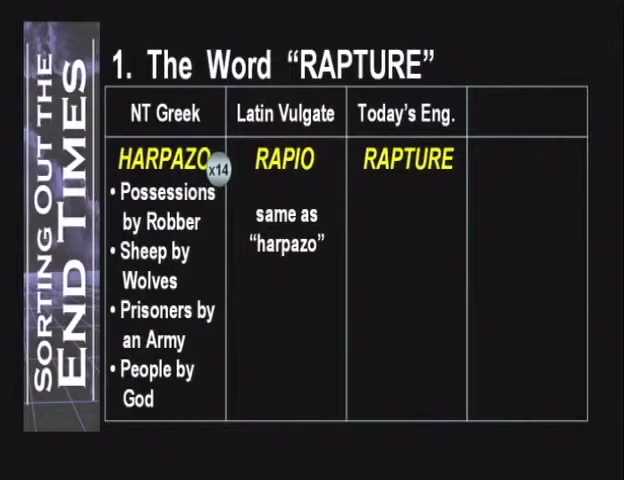 SORTING OUT THE
END TIMES
1. The Word “RAPTURE”
NT Greek
Latin Vulgate
Today’s Eng.
HARPAZO
x14
RAPIO
RAPTURE
• Possessions
by Robber
• Sheep by
Wolves
• Prisoners by
an Army
• People by
God
same as
“harpazo”